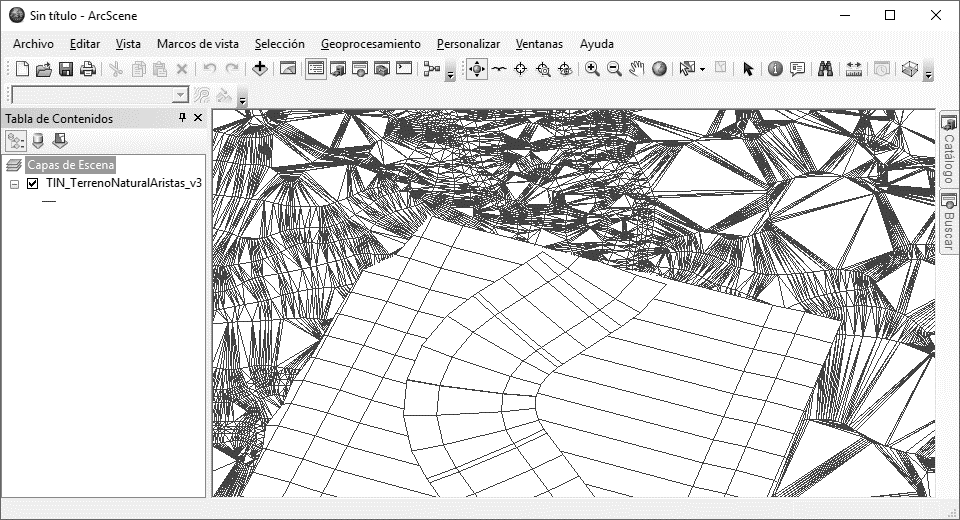 Sin título - ArcScene
Archivo Editar Vista Marcos de vista Selección Geoprocesamiento Personalizar Ventanas Ayuda
Tabla de Contenidos
Capas de Escena
TIN_TerrenoNaturalAristas_v3
Catálogo
Buscar